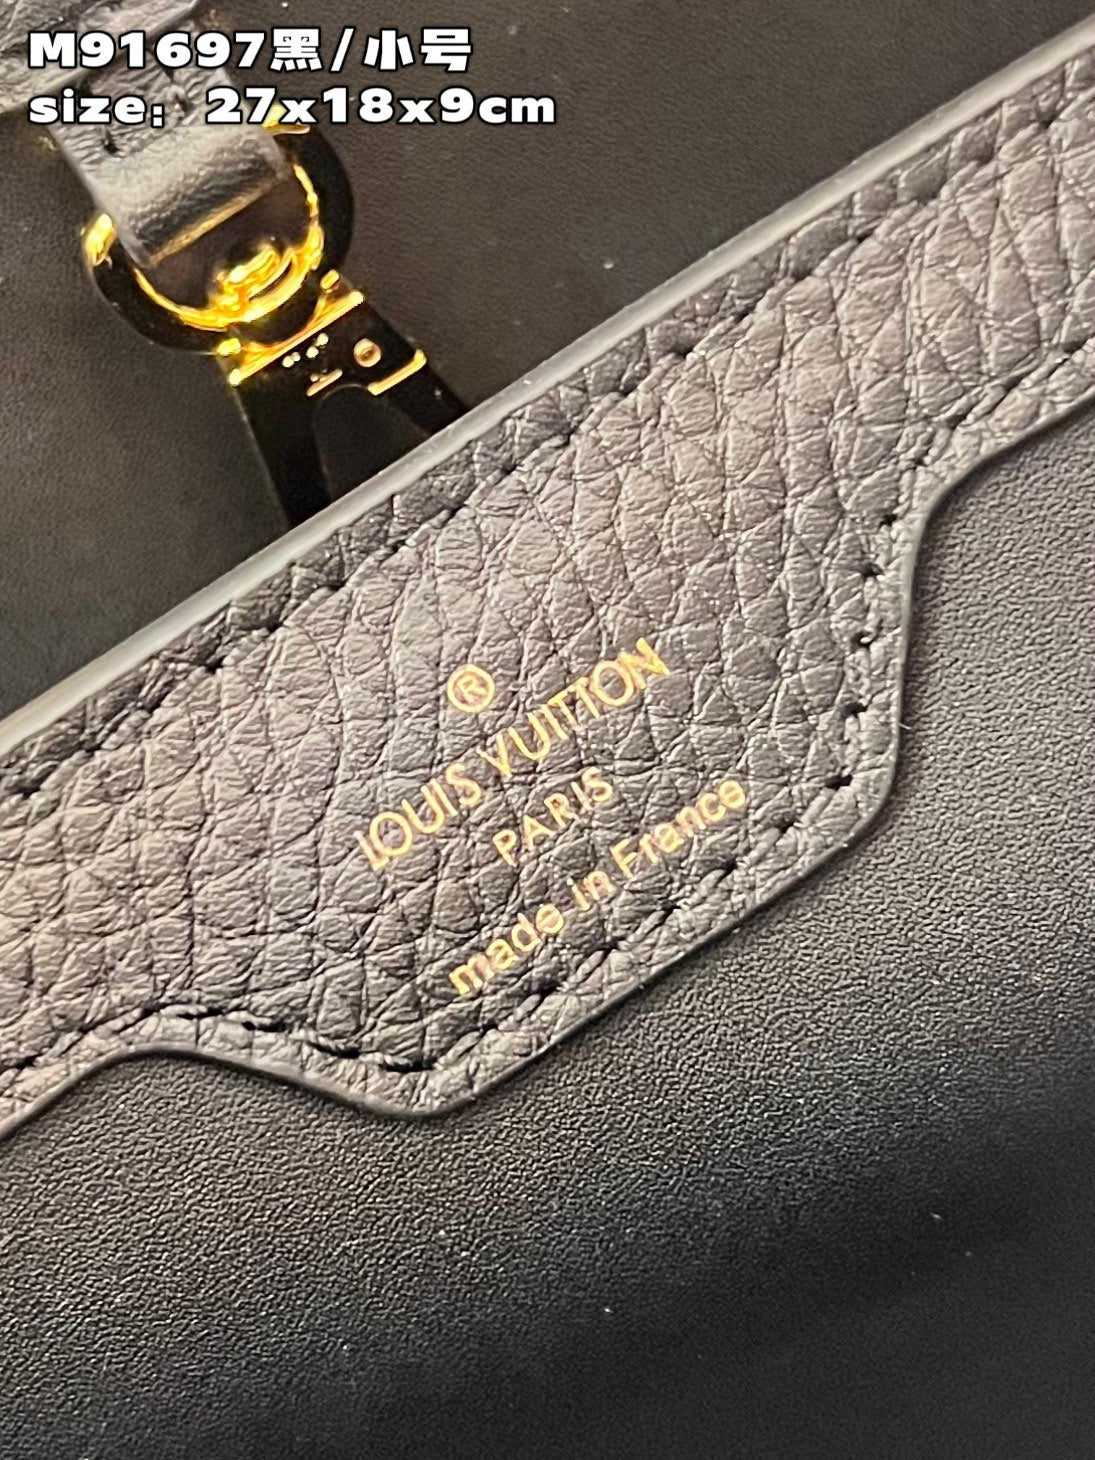 M91697黑/小号
size：27x18x9cm
®
LOUIS VUITTON
PARIS
made in France